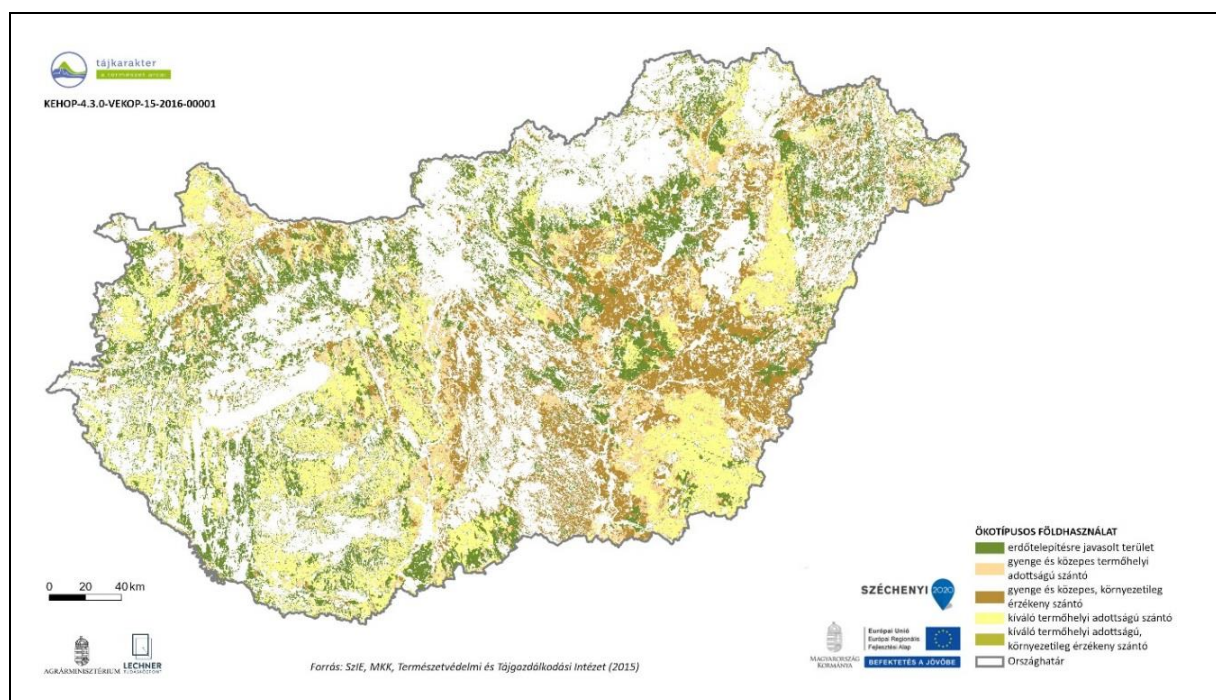 tájkarakter
a természet arcai
KEHOP-4.3.0-VEKOP-15-2016-00001
ÖKOTÍPUSOS FÖLDHASZNÁLAT
erdőtelepítésre javasolt terület
gyenge és közepes termőhelyi
adottságú szántó
gyenge és közepes, környezetileg
érzékeny szántó
kiváló termőhelyi adottságú szántó
kiváló termőhelyi adottságú,
környezetileg érzékeny szántó
Országhatár
0 20 40 km
SZÉCHENYI 2020
AGRÁRMINISZTÉRIUM
LECHNER
TUDÁSKÖZPONT
Forrás: SzIE, MKK, Természetvédelmi és Tájgazdálkodási Intézet (2015)
MAGYARORSZÁG
KORMÁNYA
Európai Unió
Európai Regionális
Fejlesztési Alap
BEFEKTETÉS A JÖVŐBE